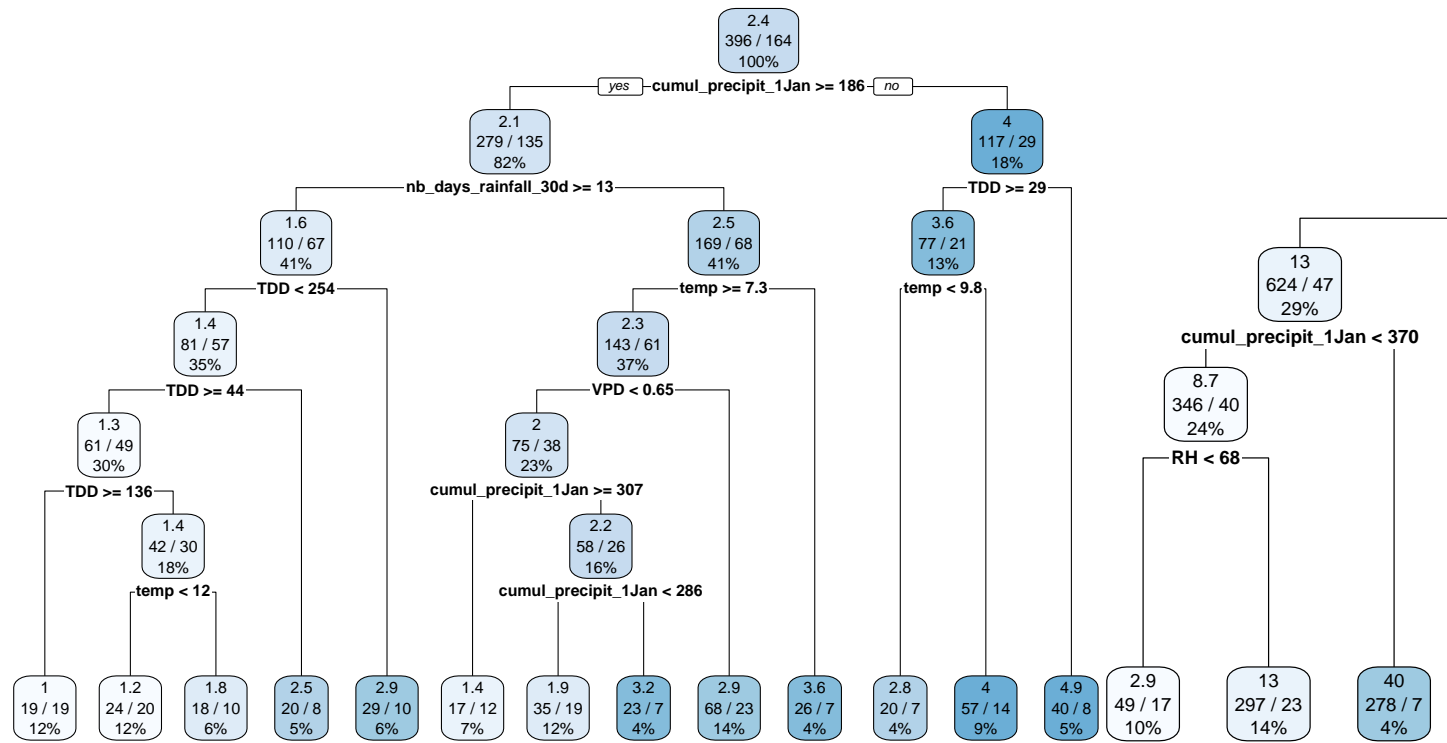 2.4
396 / 164
100%
yes
cumul_precipit_1Jan >= 186
no
2.1
279 / 135
82%
nb_days_rainfall_30d >= 13
4
117 / 29
18%
TDD >= 29
1.6
110 / 67
41%
TDD < 254
2.5
169 / 68
41%
temp >= 7.3
3.6
77 / 21
13%
temp < 9.8
1.4
81 / 57
35%
TDD >= 44
2.3
143 / 61
37%
VPD < 0.65
1.3
61 / 49
30%
TDD >= 136
2
75 / 38
23%
cumul_precipit_1Jan >= 307
1.4
42 / 30
18%
temp < 12
2.2
58 / 26
16%
cumul_precipit_1Jan < 286
1
19 / 19
12%
1.2
24 / 20
12%
1.8
18 / 10
6%
2.5
20 / 8
5%
2.9
29 / 10
6%
1.4
17 / 12
7%
1.9
35 / 19
12%
3.2
23 / 7
4%
2.9
68 / 23
14%
3.6
26 / 7
4%
2.8
20 / 7
4%
4
57 / 14
9%
4.9
40 / 8
5%
13
624 / 47
29%
cumul_precipit_1Jan < 370
8.7
346 / 40
24%
RH < 68
2.9
49 / 17
10%
13
297 / 23
14%
40
278 / 7
4%